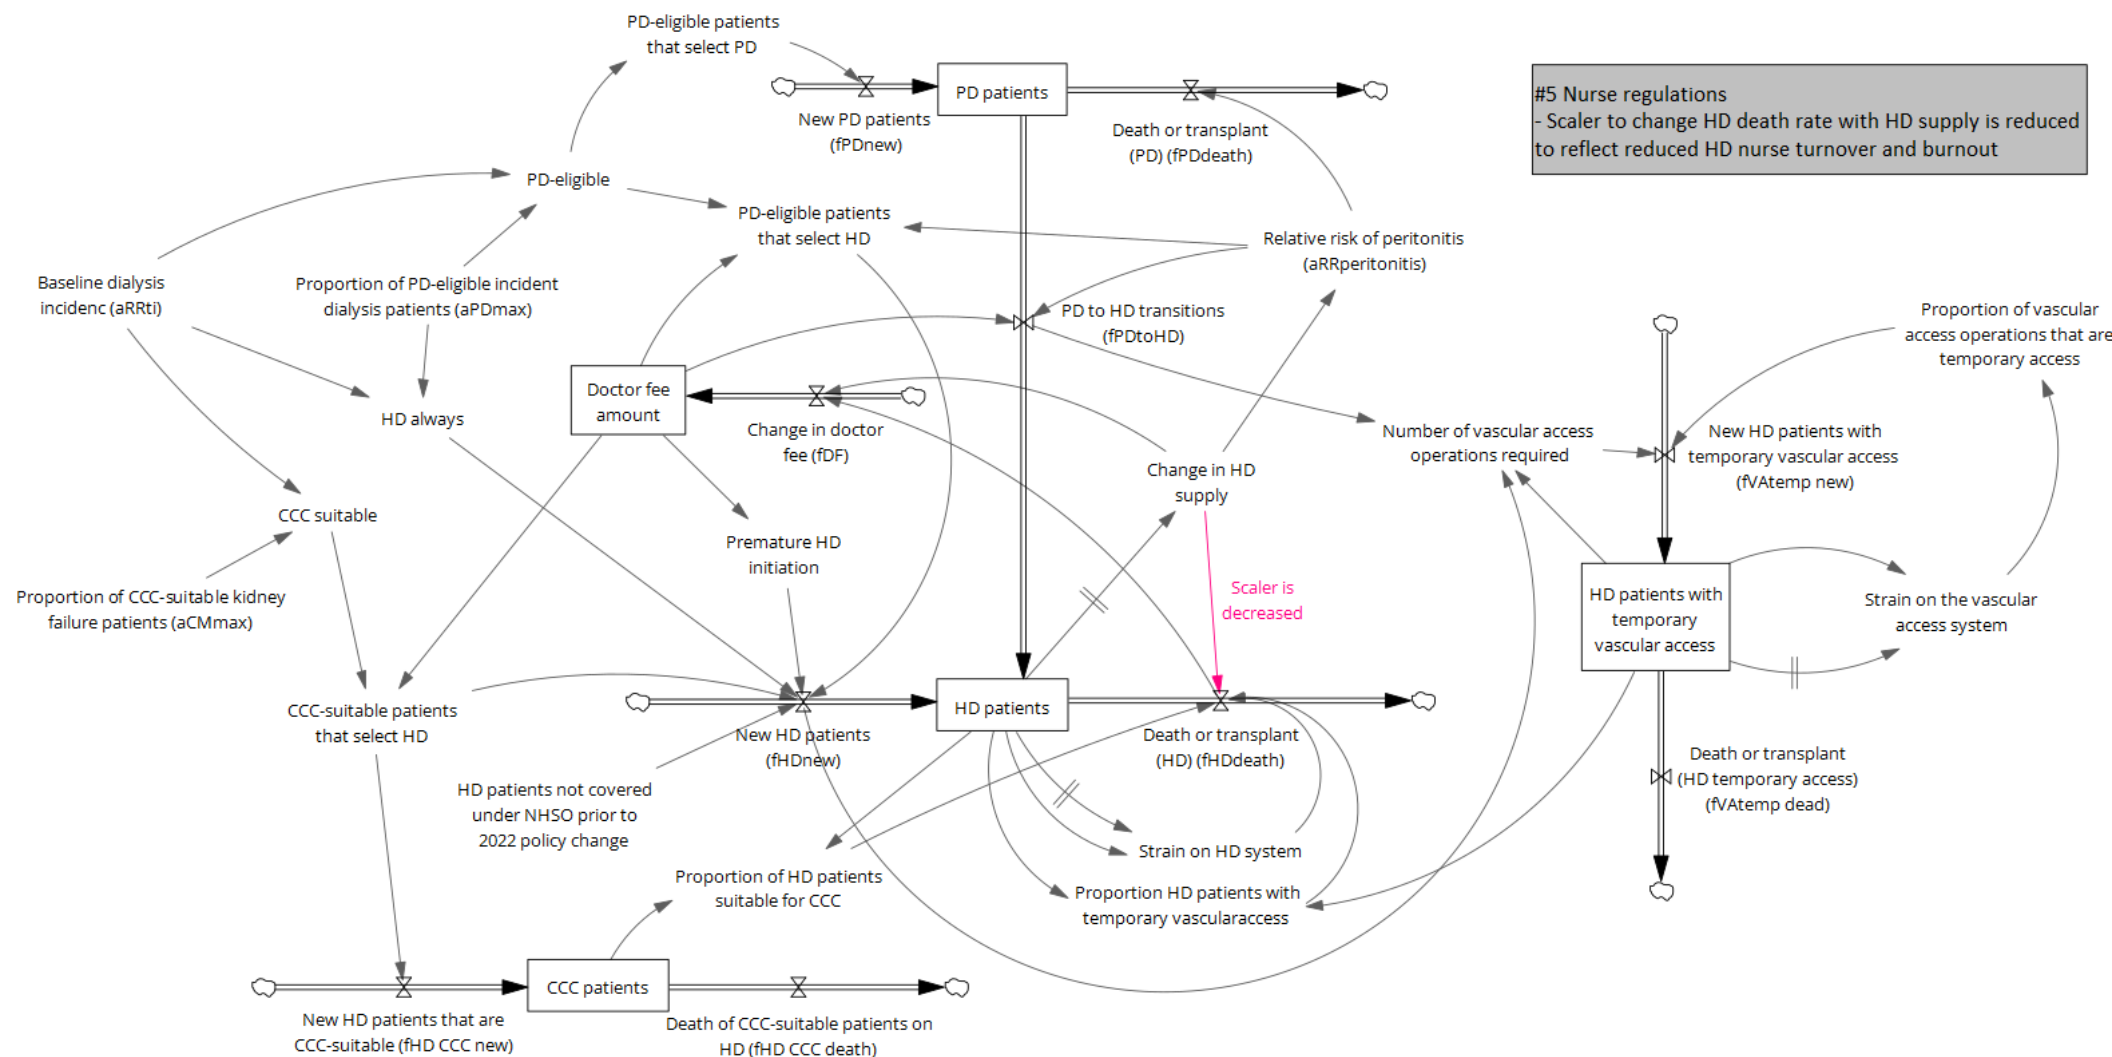 PD-eligible patients
that select PD
PD patients
New PD patients
(fPDnew)
Death or transplant
(PD) (fPDdeath)
#5 Nurse regulations
- Scaler to change HD death rate with HD supply is reduced
to reflect reduced HD nurse turnover and burnout
PD-eligible
PD-eligible patients
that select HD
Relative risk of peritonitis
(aRRperitonitis)
Baseline dialysis
incidenc (aRRti)
Proportion of PD-eligible incident
dialysis patients (aPDmax)
PD to HD transitions
(fPDtoHD)
Proportion of vascular
access operations that are
temporary access
Doctor fee
amount
HD always
Change in doctor
fee (fDF)
Number of vascular access
operations required
New HD patients with
temporary vascular access
(fVAtemp new)
Change in HD
supply
CCC suitable
Premature HD
initiation
Proportion of CCC-suitable kidney
failure patients (aCMmax)
Scaler is
decreased
HD patients with
temporary
vascular access
Strain on the vascular
access system
CCC-suitable patients
that select HD
HD patients
New HD patients
(fHDnew)
Death or transplant
(HD) (fHDdeath)
Death or transplant
(HD temporary access)
(fVAtemp dead)
HD patients not covered
under NHSO prior to
2022 policy change
Strain on HD system
Proportion of HD patients
suitable for CCC
Proportion HD patients with
temporary vascularaccess
CCC patients
New HD patients that are
CCC-suitable (fHD CCC new)
Death of CCC-suitable patients on
HD (fHD CCC death)